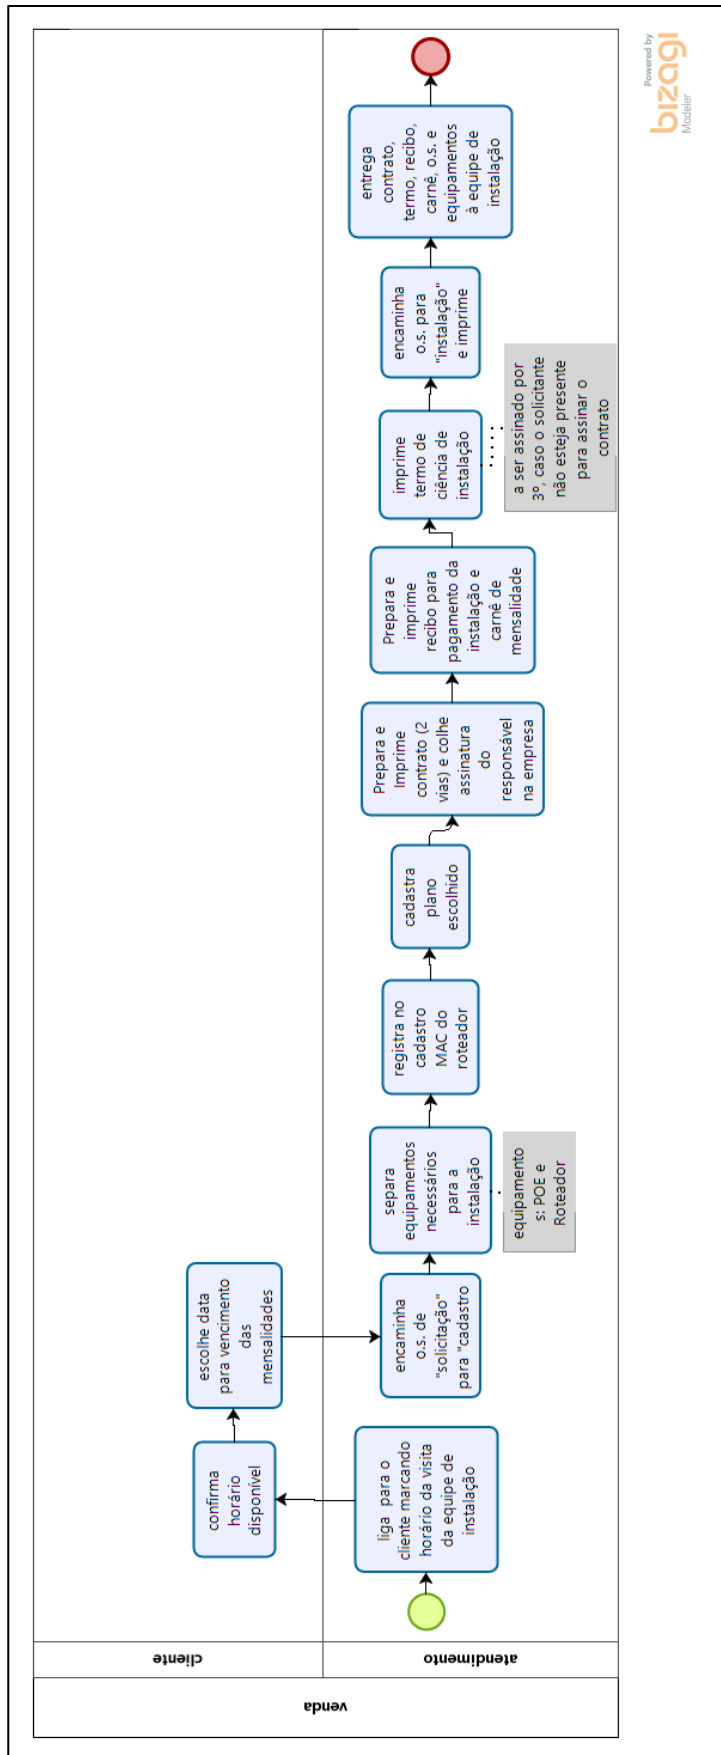 venda
cliente
atendimento
liga para o
cliente marcando
horário da visita
da equipe de
instalação
confirma
horário
disponível
escolhe data
para vencimento
das
mensalidades
encaminha
o.s. de
"solicitação"
para "cadastro
separa
equipamentos
necessários
para a
instalação
equipamento
s: POE e
Roteador
registra no
cadastro
MAC do
roteador
cadastra
plano
escolhido
Prepara e
Imprime
contrato (2
vias) e colhe
assinatura
do
responsável
na empresa
Prepara e
imprime
recibo para
pagamento da
instalação e
carnê de
mensalidade
imprime
termo de
ciência de
instalação
a ser assinado por
3º, caso o solicitante
não esteja presente
para assinar o
contrato
encaminha
o.s. para
"instalação"
e imprime
entrega
contrato,
termo, recibo,
carnê, o.s. e
equipamentos
à equipe de
instalação
Powered by
bizagi
Modeler